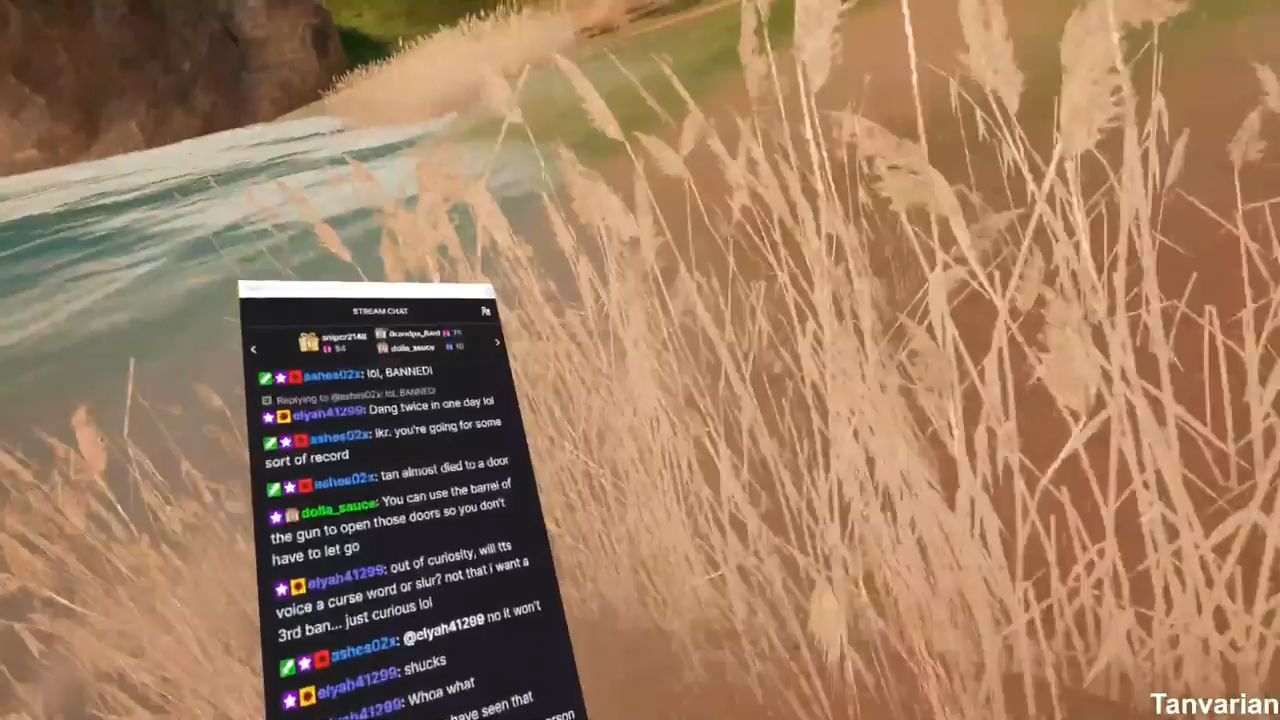 STREAM CHAT
sniper2148 54
Grandpa_Bard 75
dolla_sauce 10
ashes02x: lol, BANNED!
Replying to @ashes02x: lol, BANNED!
elyah41299: Dang twice in one day lol
ashes02x: ikr. you're going for some
sort of record
ashes02x: tan almost died to a door
dolla_sauce: You can use the barrel of
the gun to open those doors so you don't
have to let go
elyah41299: out of curiosity, will tts
voice a curse word or slur? not that i want a
3rd ban... just curious lol
ashes02x: @elyah41299 no it won't
elyah41299: shucks
elyah41299: Whoa what
have seen that
Tanvarian